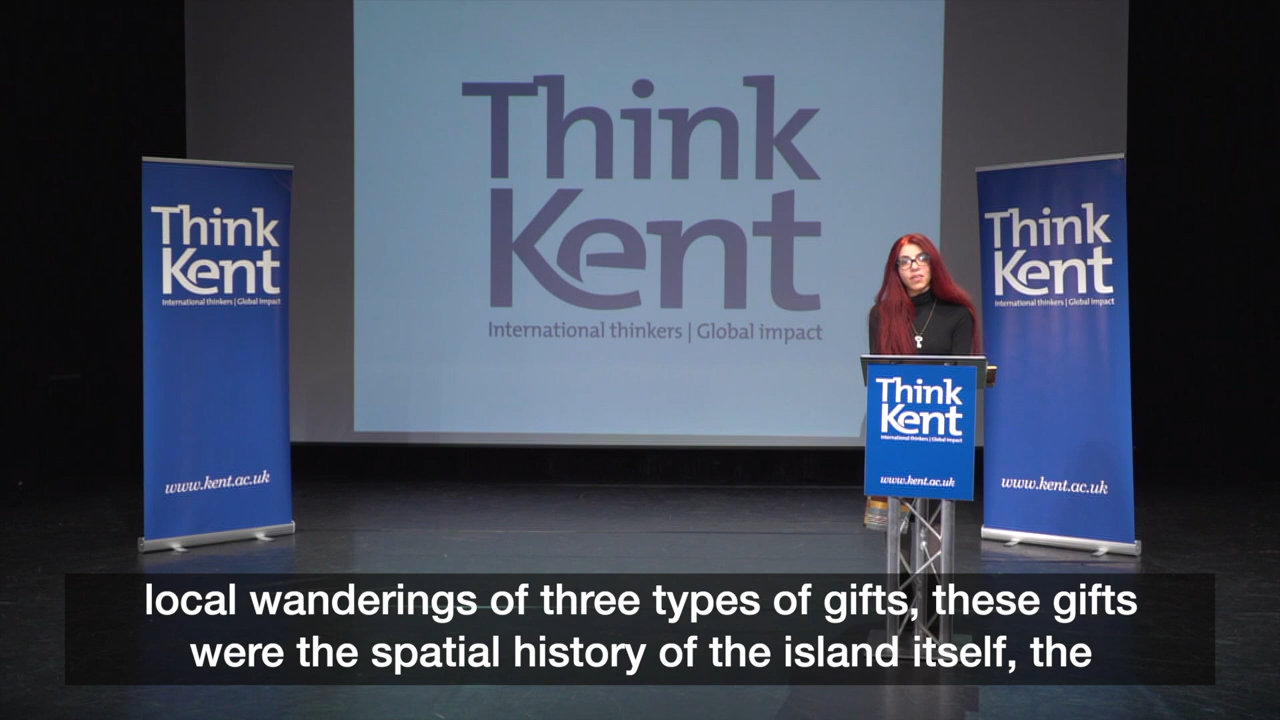 Think
Kent
International thinkers | Global impact
Think
Kent
International thinkers | Global impact
www.kent.ac.uk
Think
Kent
International thinkers | Global impact
www.kent.ac.uk
Think
Kent
International thinkers | Global impact
www.kent.ac.uk
local wanderings of three types of gifts, these gifts
were the spatial history of the island itself, the